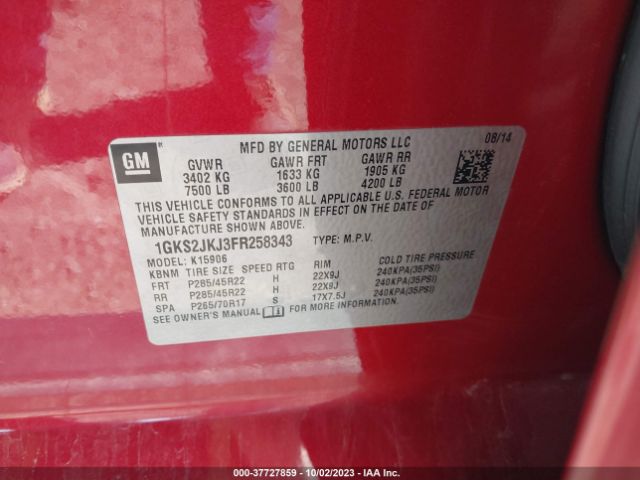 GM
MFD BY GENERAL MOTORS LLC 08/14
GVWR GAWR FRT GAWR RR
3402 KG 1633 KG 1905 KG
7500 LB 3600 LB 4200 LB
THIS VEHICLE CONFORMS TO ALL APPLICABLE U.S. FEDERAL MOTOR
VEHICLE SAFETY STANDARDS IN EFFECT ON THE DATE OF
MANUFACTURE SHOWN ABOVE.
1GKS2JKJ3FR258343 TYPE: M.P.V.
MODEL: K15906
KBNM TIRE SIZE SPEED RTG RIM COLD TIRE PRESSURE
FRT P285/45R22 H 22X9J 240KPA(35PSI)
RR P285/45R22 H 22X9J 240KPA(35PSI)
SPA P265/70R17 S 17X7.5J 240KPA(35PSI)
SEE OWNER'S MANUAL FOR MORE INFORMATION.
000-37727859 - 10/02/2023 - IAA Inc.